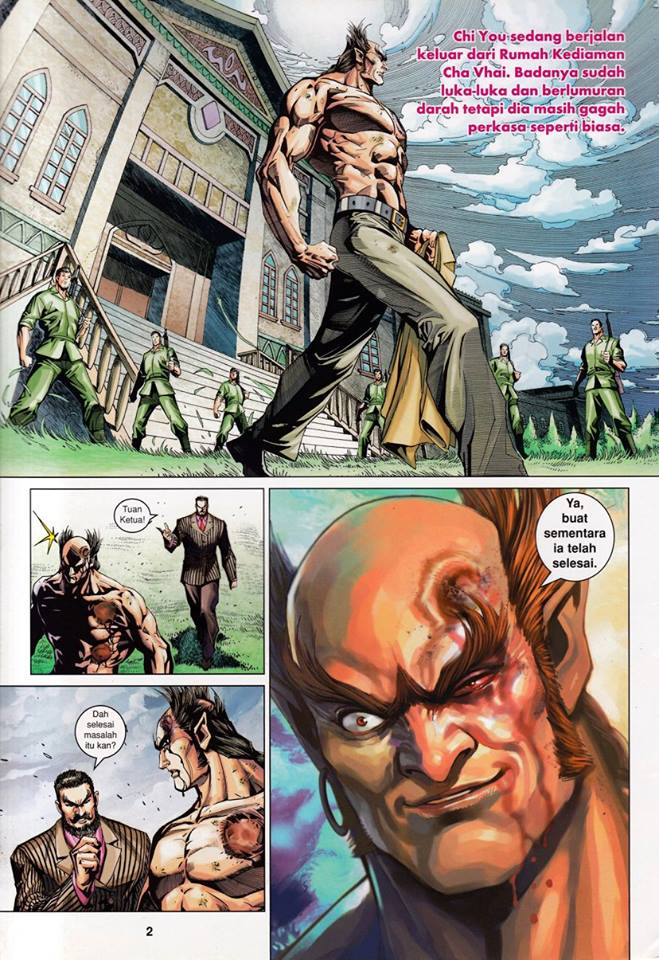 Chi You sedang berjalan
keluar dari Rumah Kediaman
Cha Vhai. Badanya sudah
luka-luka dan berlumuran
darah tetapi dia masih gagah
perkasa seperti biasa.
Tuan
Ketua!
Dah
selesai
masalah
itu kan?
Ya,
buat
sementara
ia telah
selesai.
2